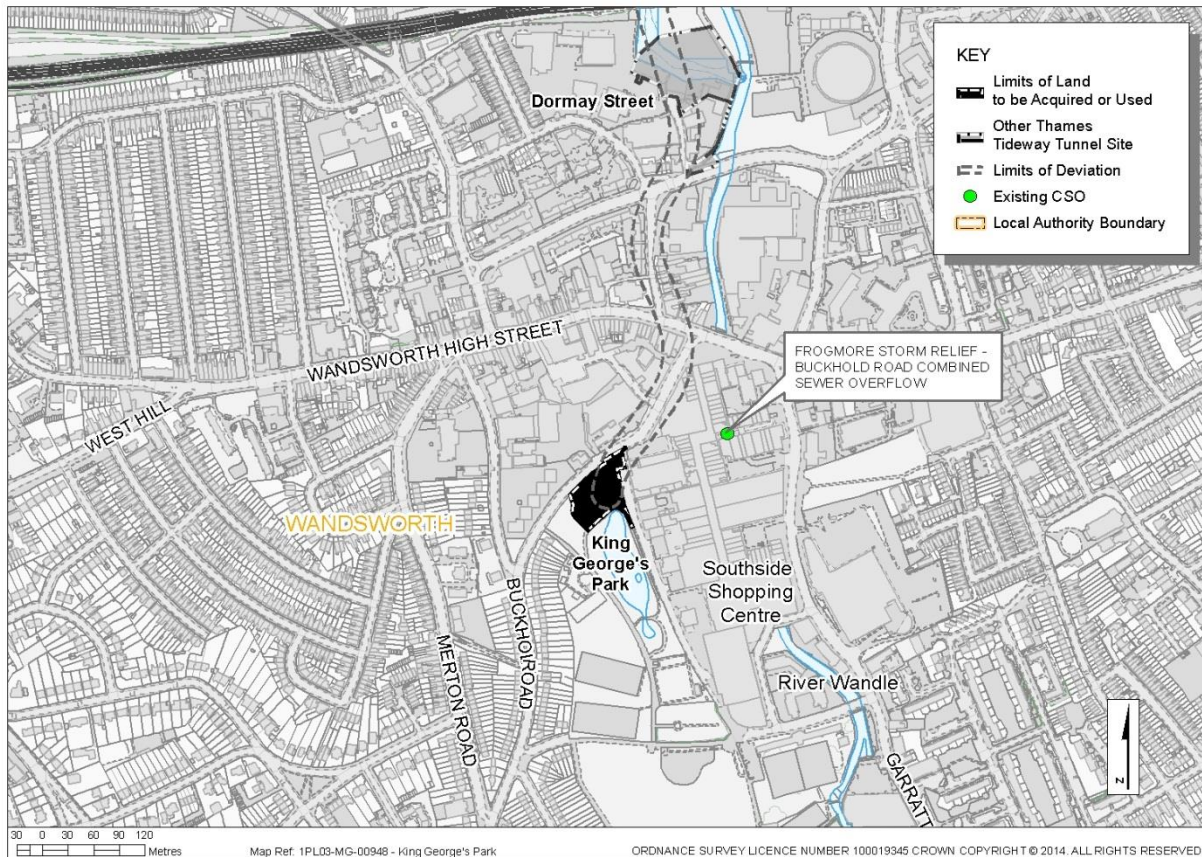 KEY
Limits of Land
to be Acquired or Used
Other Thames
Tideway Tunnel Site
Limits of Deviation
Existing CSO
Local Authority Boundary
Dormay Street
WANDSWORTH HIGH STREET
FROGMORE STORM RELIEF -
BUCKHOLD ROAD COMBINED
SEWER OVERFLOW
WEST HILL
WANDSWORTH
King
George's
Park
Southside
Shopping
Centre
BUCKHOIROAD
MERTON ROAD
River Wandle
GARRATT
N
30 0 30 60 90 120
Metres
Map Ref: 1PL03-MG-00948 - King George's Park
ORDNANCE SURVEY LICENCE NUMBER 100019345 CROWN COPYRIGHT © 2014. ALL RIGHTS RESERVED